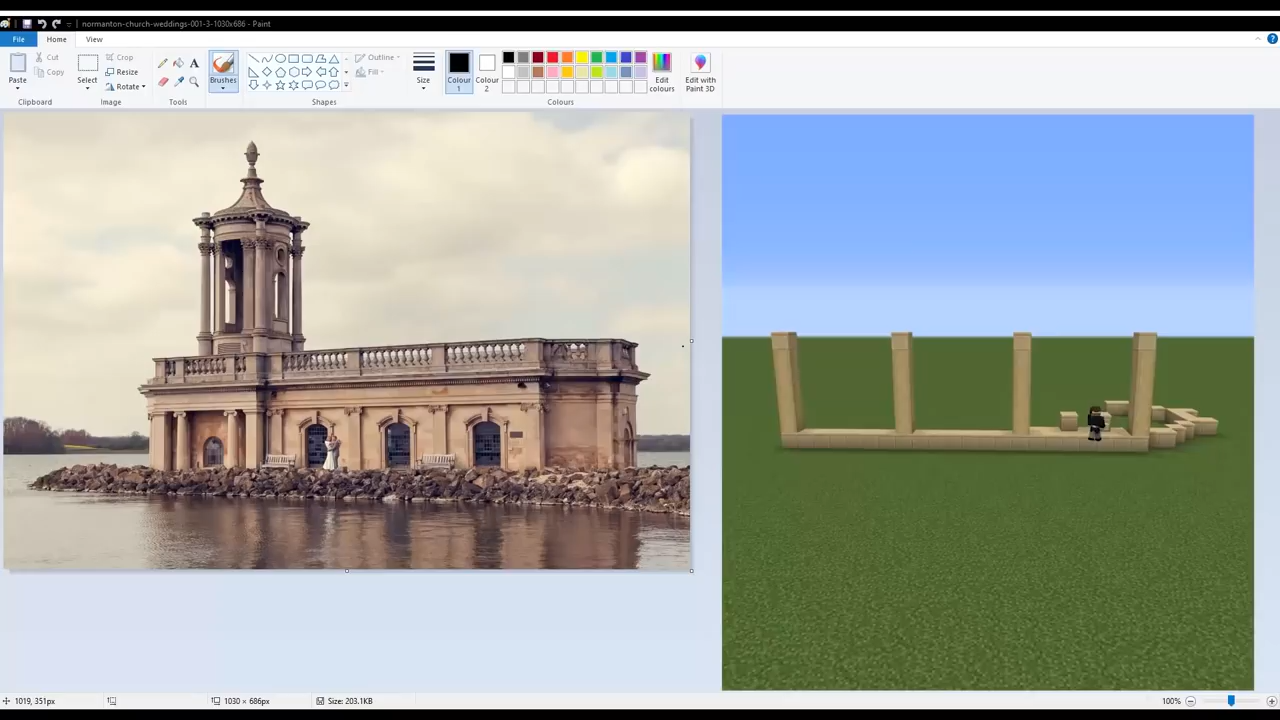 normanton-church-weddings-001-3-1030x686 - Paint
File Home View
Paste
Cut
Copy
Clipboard
Select
Crop
Resize
Rotate
Image
A
Tools
Brushes
Outline
Fill
Shapes
Size
Colour 1
Colour 2
Edit colours
Colours
Edit with Paint 3D
1019, 351px
1030 × 686px
Size: 203.1KB
100%